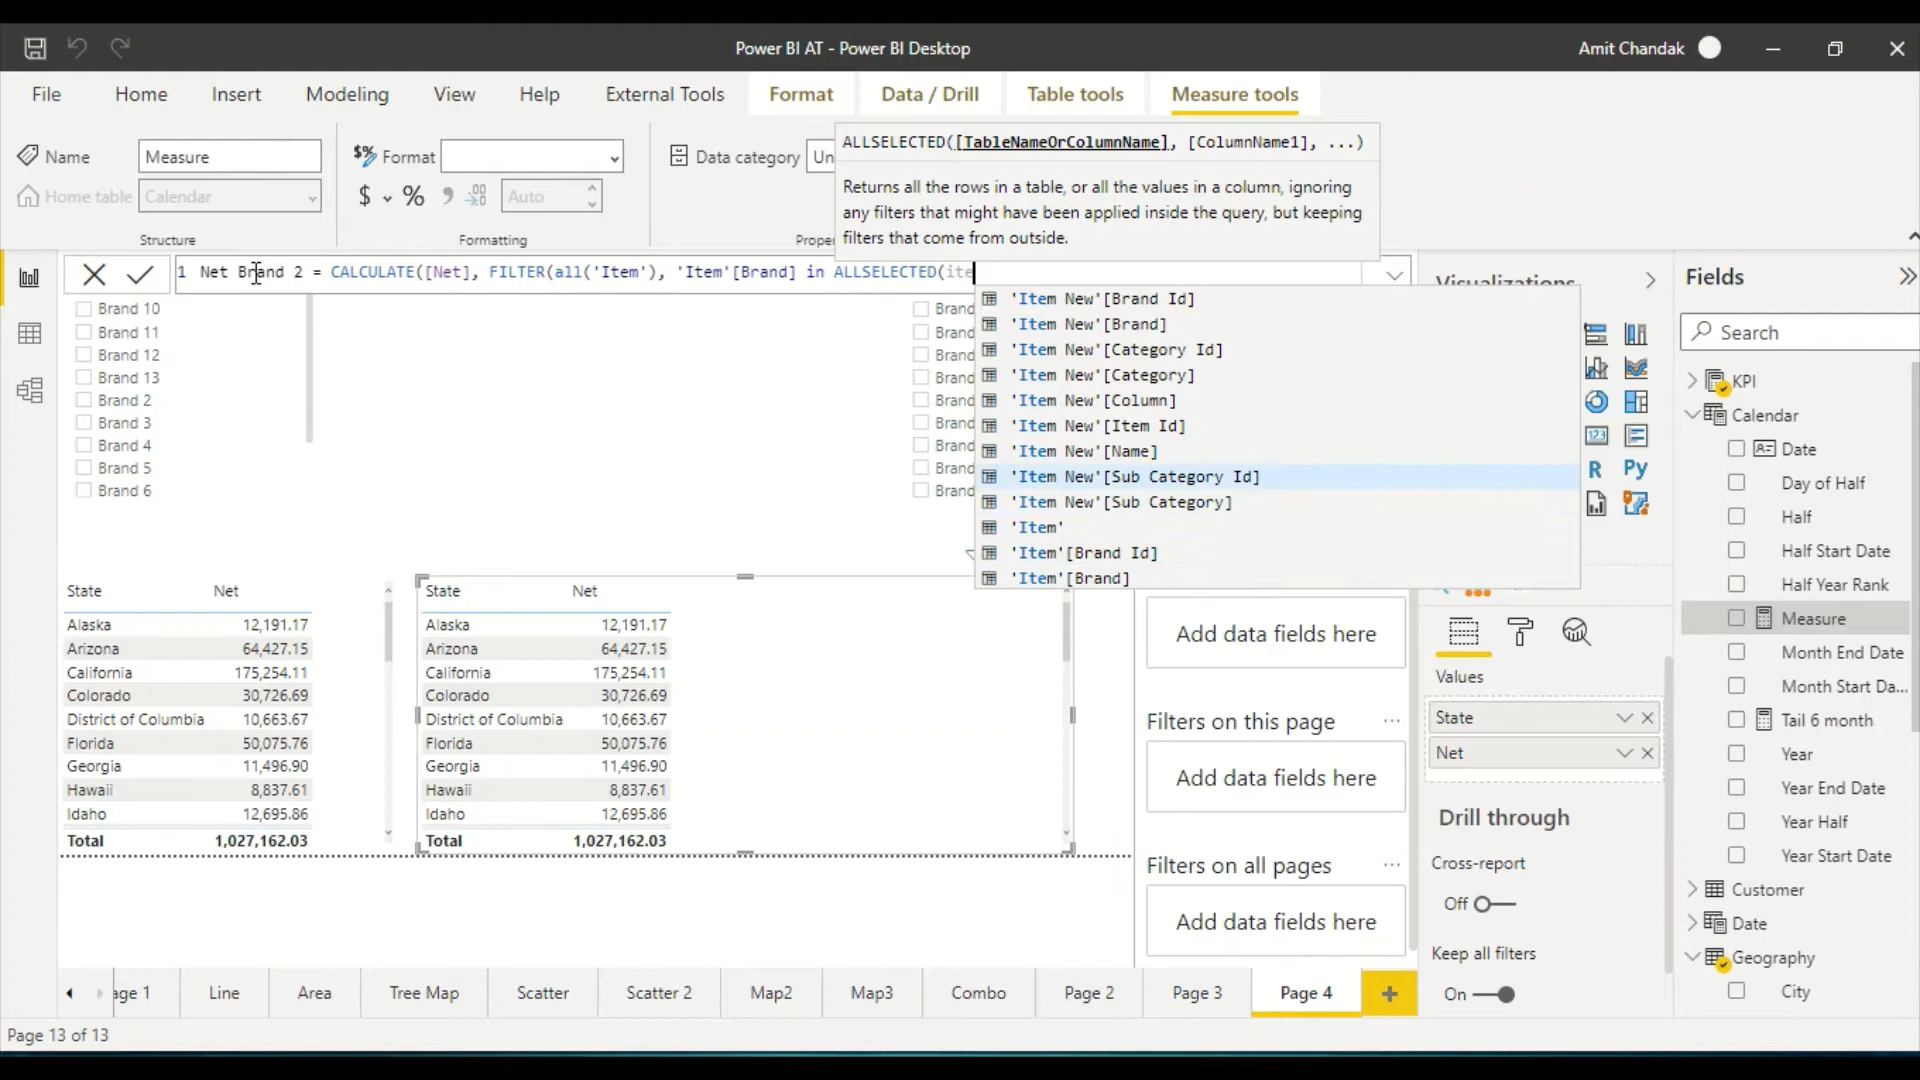 Power BI AT - Power BI Desktop
Amit Chandak
File Home Insert Modeling View Help External Tools Format Data / Drill Table tools Measure tools
Name Measure
Format
Data category Un
Home table Calendar
$ % Auto
Structure Formatting Proper
ALLSELECTED([TableNameOrColumnName], [ColumnName1], ...)
Returns all the rows in a table, or all the values in a column, ignoring
any filters that might have been applied inside the query, but keeping
filters that come from outside.
1 Net Brand 2 = CALCULATE([Net], FILTER(all('Item'), 'Item'[Brand] in ALLSELECTED(ite
'Item New'[Brand Id]
'Item New'[Brand]
'Item New'[Category Id]
'Item New'[Category]
'Item New'[Column]
'Item New'[Item Id]
'Item New'[Name]
'Item New'[Sub Category Id]
'Item New'[Sub Category]
'Item'
'Item'[Brand Id]
'Item'[Brand]
Brand 10
Brand 11
Brand 12
Brand 13
Brand 2
Brand 3
Brand 4
Brand 5
Brand 6
Brand
Brand
Brand
Brand
Brand
Brand
Brand
Brand
Brand
State Net
Alaska 12,191.17
Arizona 64,427.15
California 175,254.11
Colorado 30,726.69
District of Columbia 10,663.67
Florida 50,075.76
Georgia 11,496.90
Hawaii 8,837.61
Idaho 12,695.86
Total 1,027,162.03
State Net
Alaska 12,191.17
Arizona 64,427.15
California 175,254.11
Colorado 30,726.69
District of Columbia 10,663.67
Florida 50,075.76
Georgia 11,496.90
Hawaii 8,837.61
Idaho 12,695.86
Total 1,027,162.03
Add data fields here
Filters on this page ...
Add data fields here
Filters on all pages ...
Add data fields here
Visualizations
123
R Py
Values
State
Net
Drill through
Cross-report
Off
Keep all filters
On
Fields
Search
KPI
Calendar
Date
Day of Half
Half
Half Start Date
Half Year Rank
Measure
Month End Date
Month Start Da...
Tail 6 month
Year
Year End Date
Year Half
Year Start Date
Customer
Date
Geography
City
age 1 Line Area Tree Map Scatter Scatter 2 Map2 Map3 Combo Page 2 Page 3 Page 4 +
Page 13 of 13